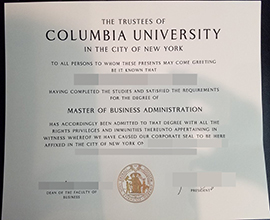 THE TRUSTEES OF
COLUMBIA UNIVERSITY
IN THE CITY OF NEW YORK
TO ALL PERSONS TO WHOM THESE PRESENTS MAY COME GREETING
BE IT KNOWN THAT
HAVING COMPLETED THE STUDIES AND SATISFIED THE REQUIREMENTS
FOR THE DEGREE OF
MASTER OF BUSINESS ADMINISTRATION
HAS ACCORDINGLY BEEN ADMITTED TO THAT DEGREE WITH ALL THE
RIGHTS PRIVILEGES AND IMMUNITIES THEREUNTO APPERTAINING IN
WITNESS WHEREOF WE HAVE CAUSED OUR CORPORATE SEAL TO BE HERE
AFFIXED IN THE CITY OF NEW YORK ON
DEAN OF THE FACULTY OF
BUSINESS
PRESIDENT